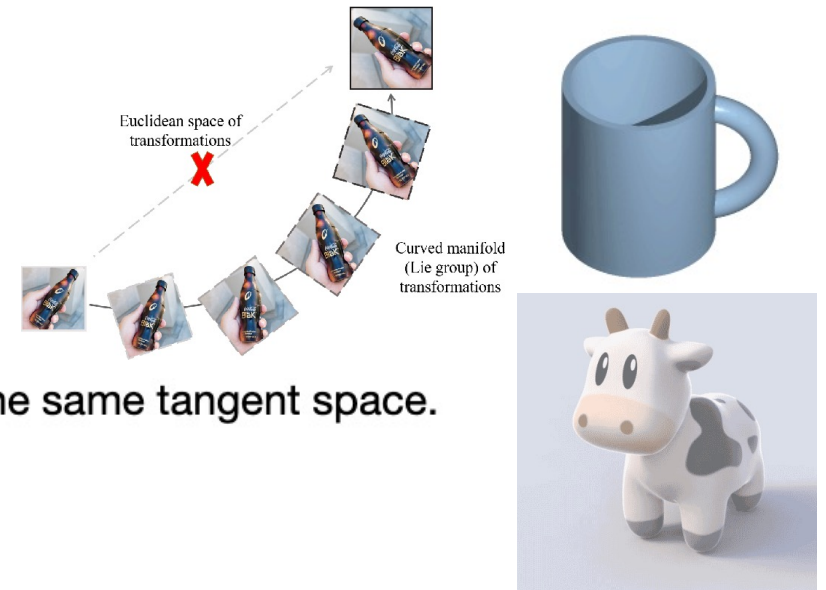 Euclidean space of
transformations
Curved manifold
(Lie group) of
transformations
he same tangent space.